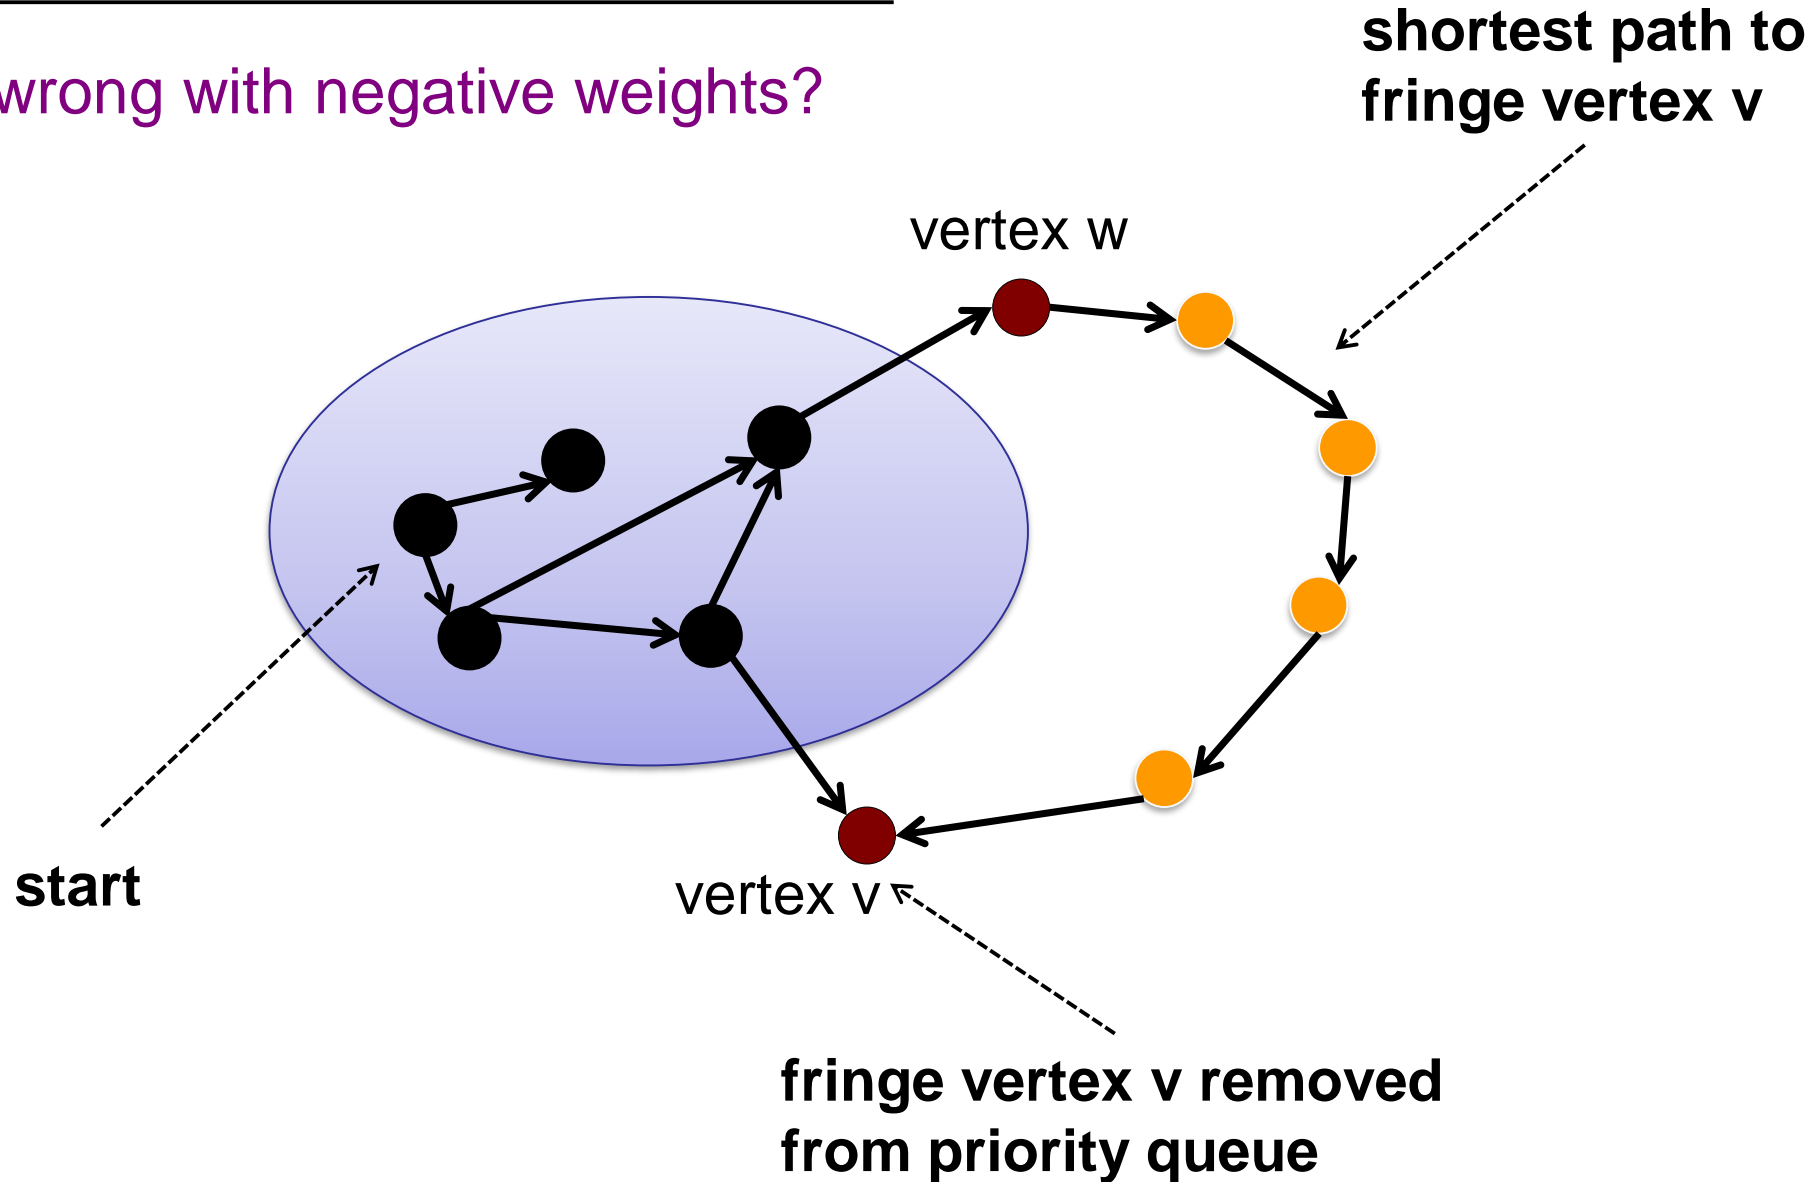 wrong with negative weights?
shortest path to
fringe vertex v
vertex w
start
vertex v
fringe vertex v removed
from priority queue